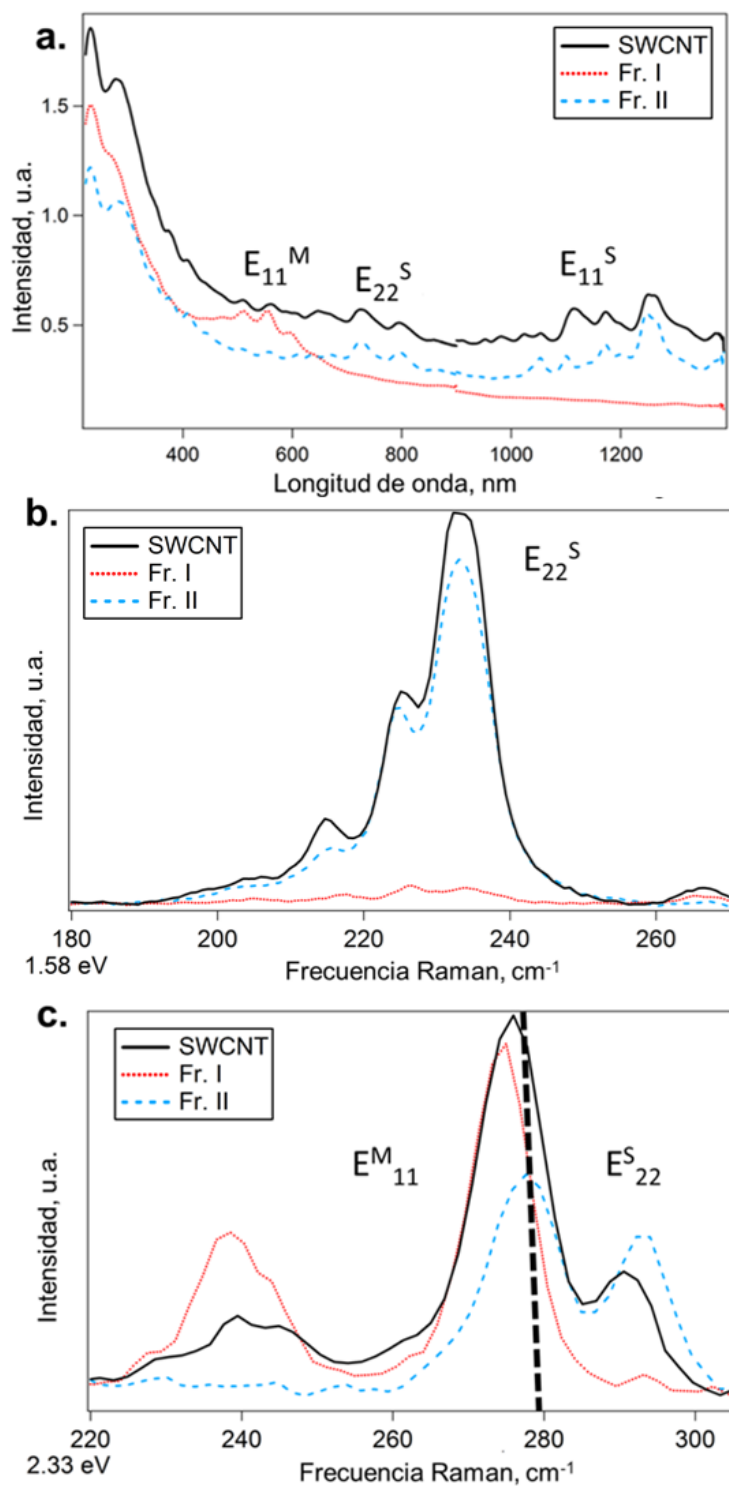 a.
SWCNT
Fr. I
Fr. II
1.5
1.0
0.5
E₁₁ᴹ
E₂₂ˢ
E₁₁ˢ
Intensidad, u.a.
400 600 800 1000 1200
Longitud de onda, nm
b.
SWCNT
Fr. I
Fr. II
E₂₂ˢ
Intensidad, u.a.
180 200 220 240 260
1.58 eV
Frecuencia Raman, cm⁻¹
c.
SWCNT
Fr. I
Fr. II
Eᴹ₁₁
Eˢ₂₂
Intensidad, u.a.
220 240 260 280 300
2.33 eV
Frecuencia Raman, cm⁻¹